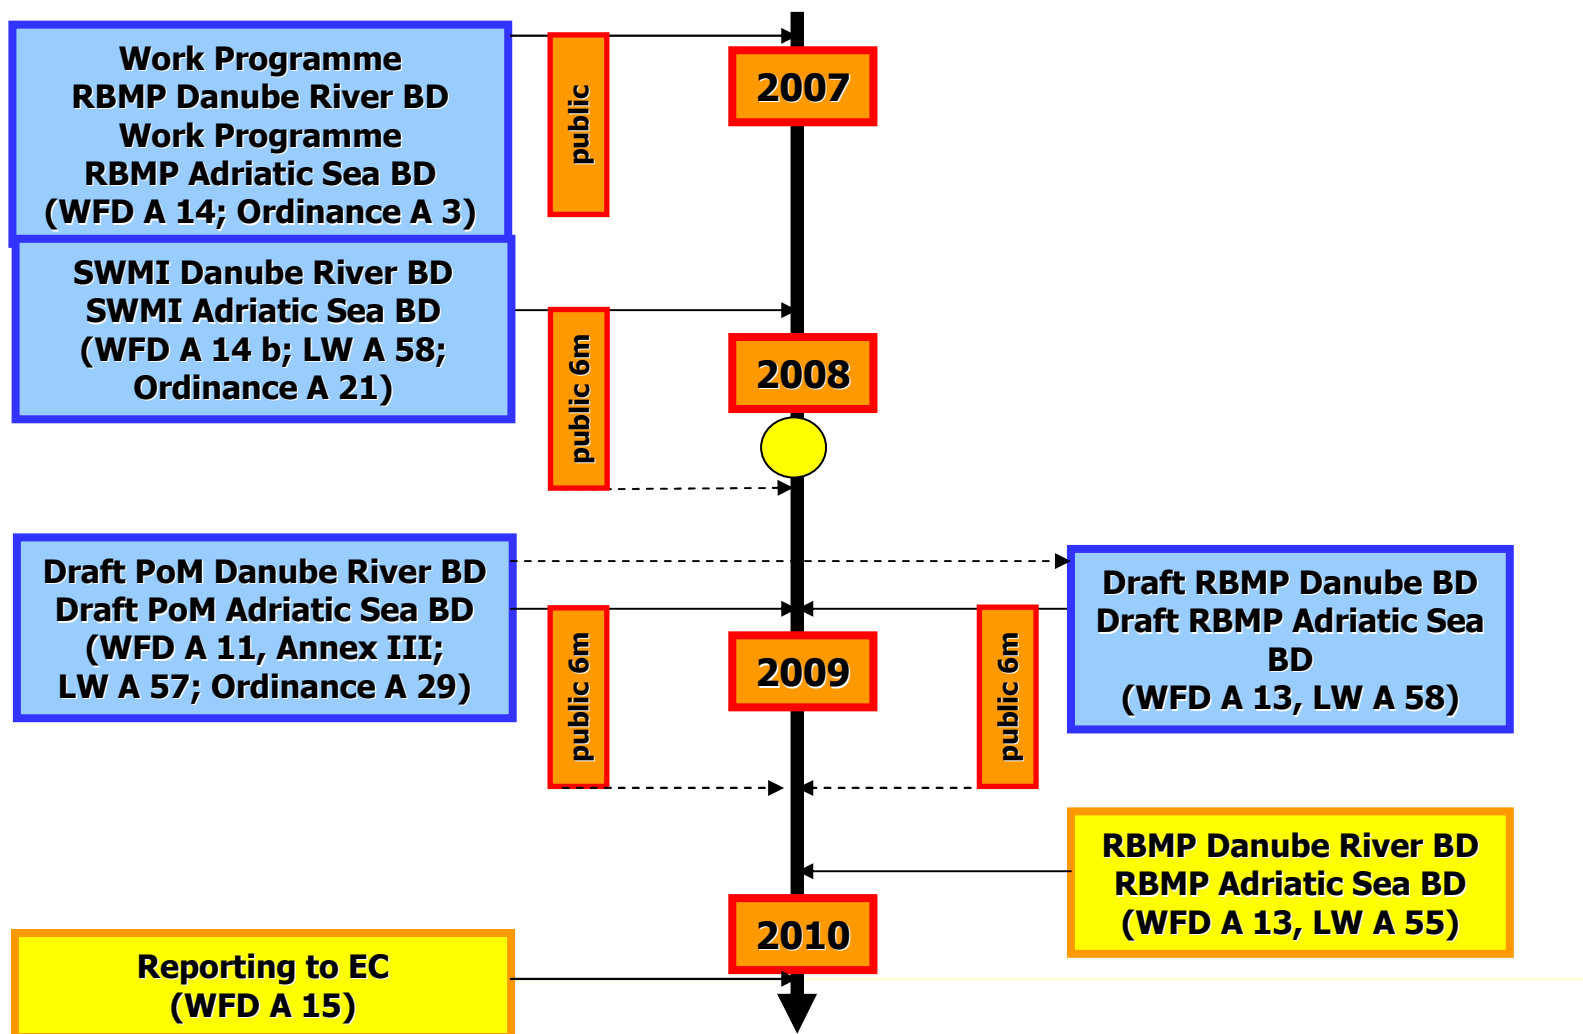 Work Programme
RBMP Danube River BD
Work Programme
RBMP Adriatic Sea BD
(WFD A 14; Ordinance A 3)
public
2007
SWMI Danube River BD
SWMI Adriatic Sea BD
(WFD A 14 b; LW A 58;
Ordinance A 21)
public 6m
2008
Draft PoM Danube River BD
Draft PoM Adriatic Sea BD
(WFD A 11, Annex III;
LW A 57; Ordinance A 29)
public 6m
2009
public 6m
Draft RBMP Danube BD
Draft RBMP Adriatic Sea
BD
(WFD A 13, LW A 58)
RBMP Danube River BD
RBMP Adriatic Sea BD
(WFD A 13, LW A 55)
2010
Reporting to EC
(WFD A 15)